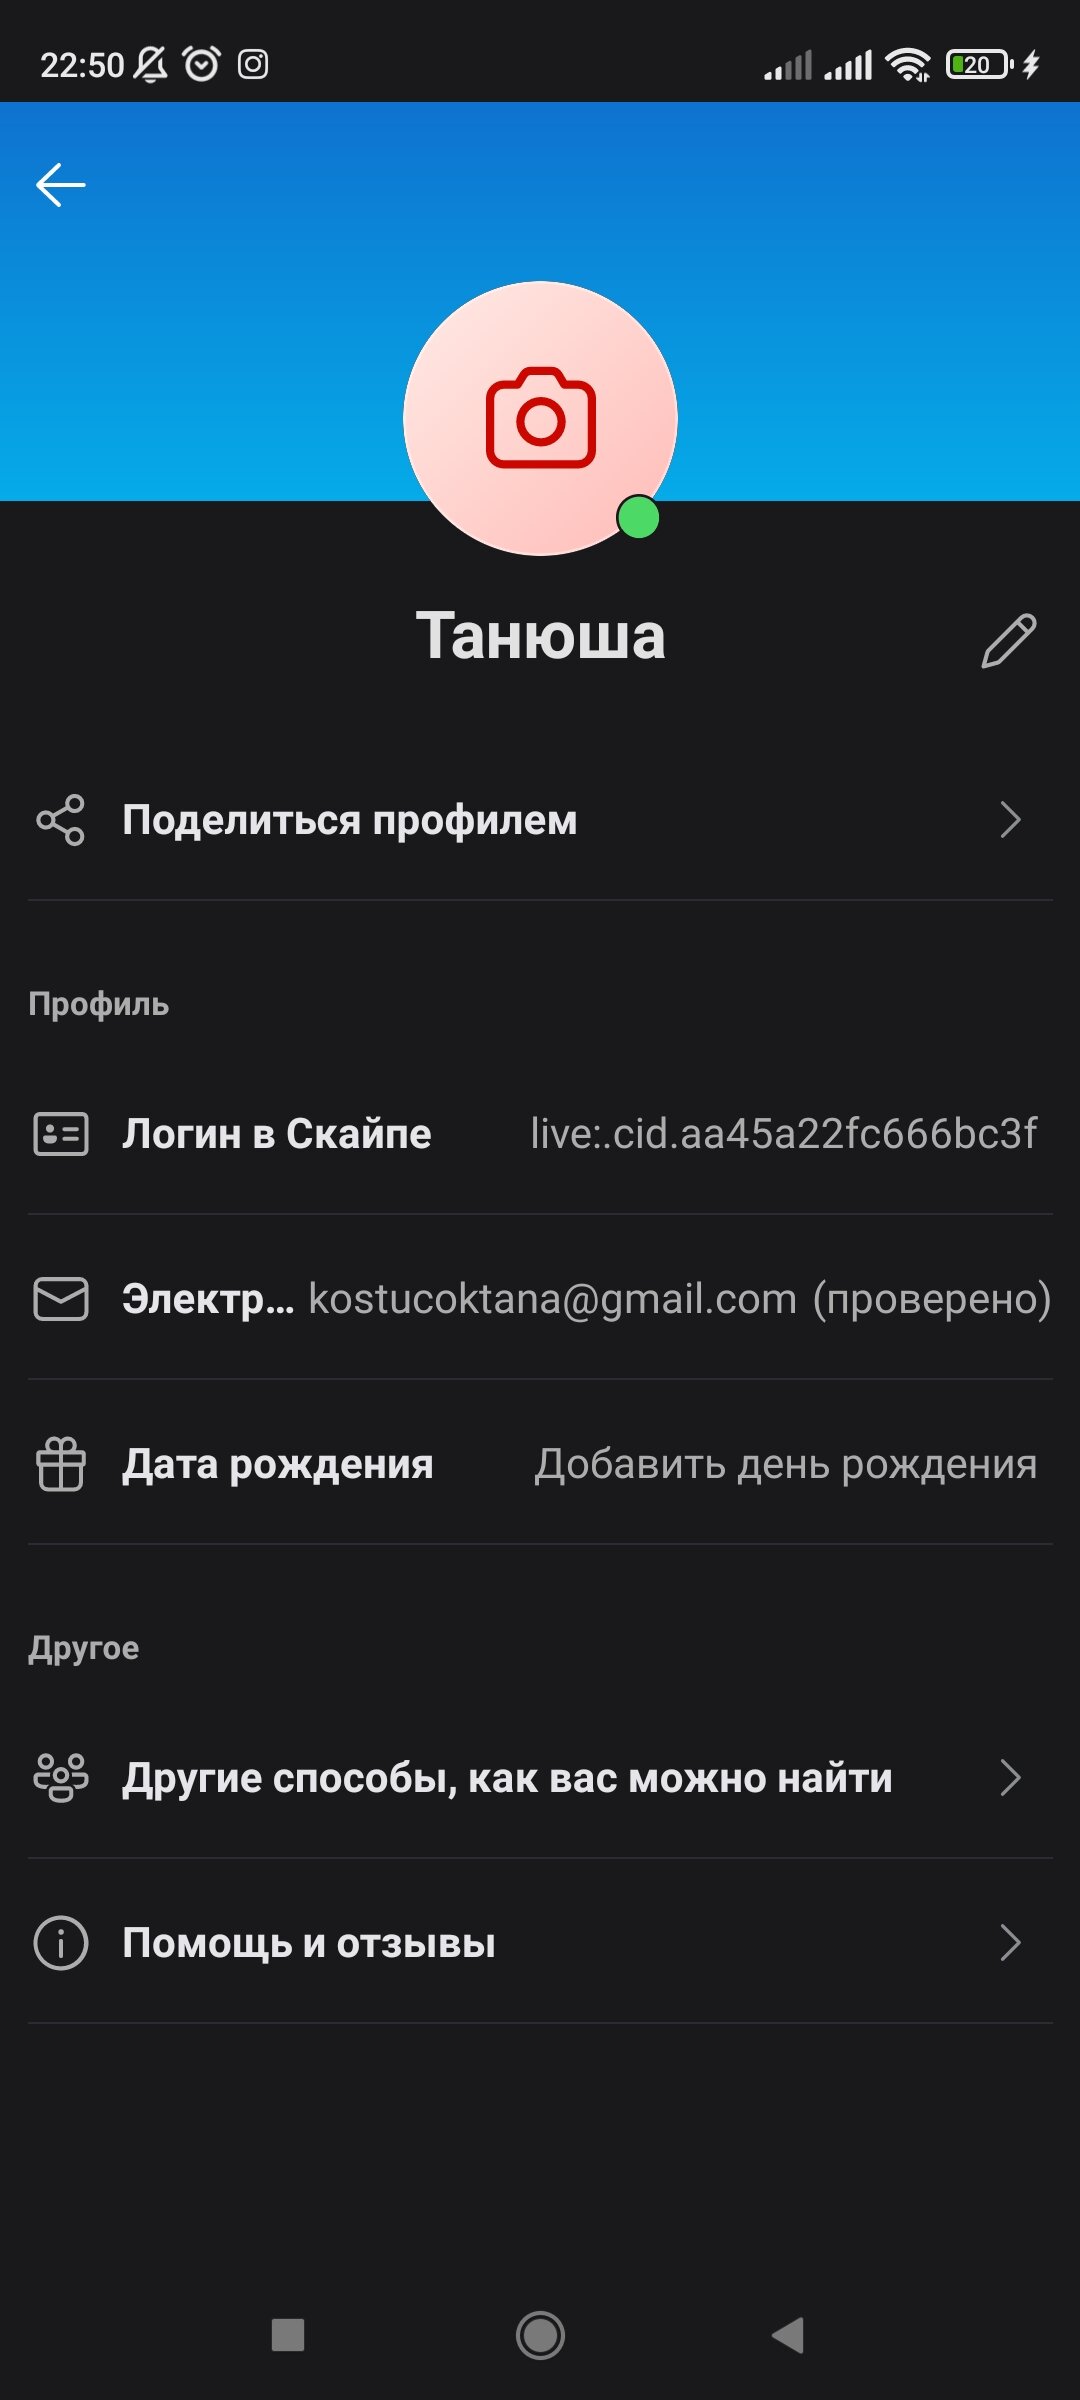 22:50
20
Танюша
Поделиться профилем
Профиль
Логин в Скайпе live:.cid.aa45a22fc666bc3f
Электр... kostucoktana@gmail.com (проверено)
Дата рождения Добавить день рождения
Другое
Другие способы, как вас можно найти
Помощь и отзывы